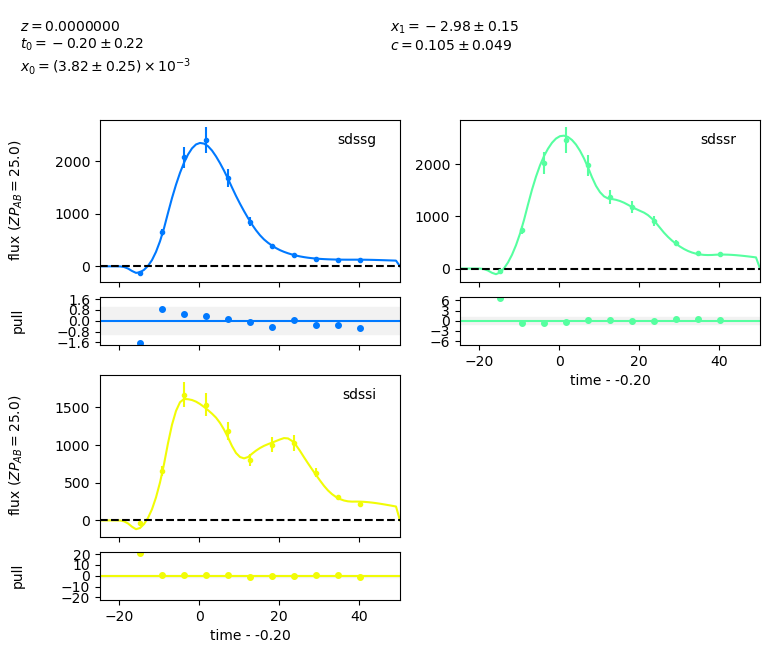 z = 0.0000000
t₀ = −0.20 ± 0.22
x₀ = (3.82 ± 0.25) × 10⁻³
x₁ = −2.98 ± 0.15
c = 0.105 ± 0.049
flux (ZP_AB = 25.0)
2000
1000
0
sdssg
2000
1000
0
sdssr
pull
1.6
0.8
0.0
−0.8
−1.6
6
3
0
−3
−6
−20 0 20 40
time - -0.20
flux (ZP_AB = 25.0)
1500
1000
500
0
sdssi
pull
20
10
0
−10
−20
−20 0 20 40
time - -0.20